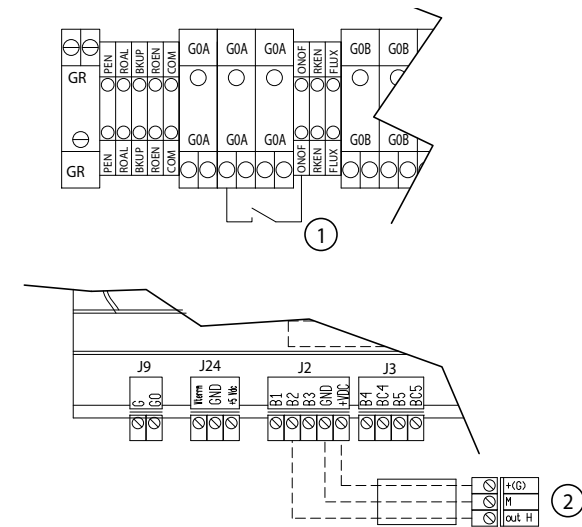 GR PEN ROAL BKUP ROEN COM G0A G0A G0A ONOF RKEN FLUX G0B G0B
GR PEN ROAL BKUP ROEN COM G0A G0A G0A ONOF RKEN FLUX G0B G0B
1
J9 J24 J2 J3
G G0 Vterm GND +5 Vdc B1 B2 B3 GND +VDC B4 BC4 B5 BC5
+(G)
M
out H
2